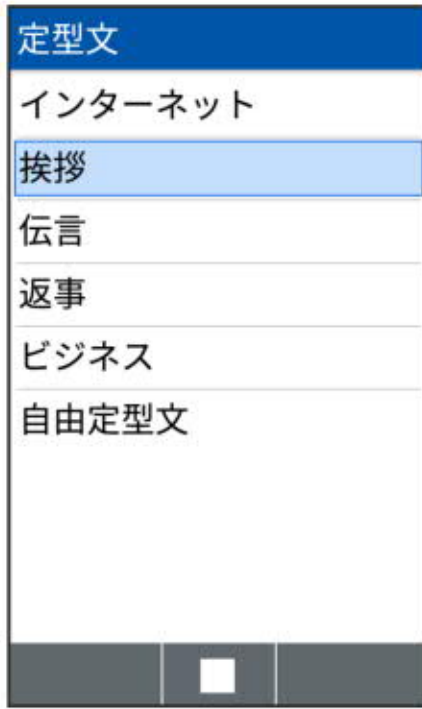 定型文
インターネット
挨拶
伝言
返事
ビジネス
自由定型文